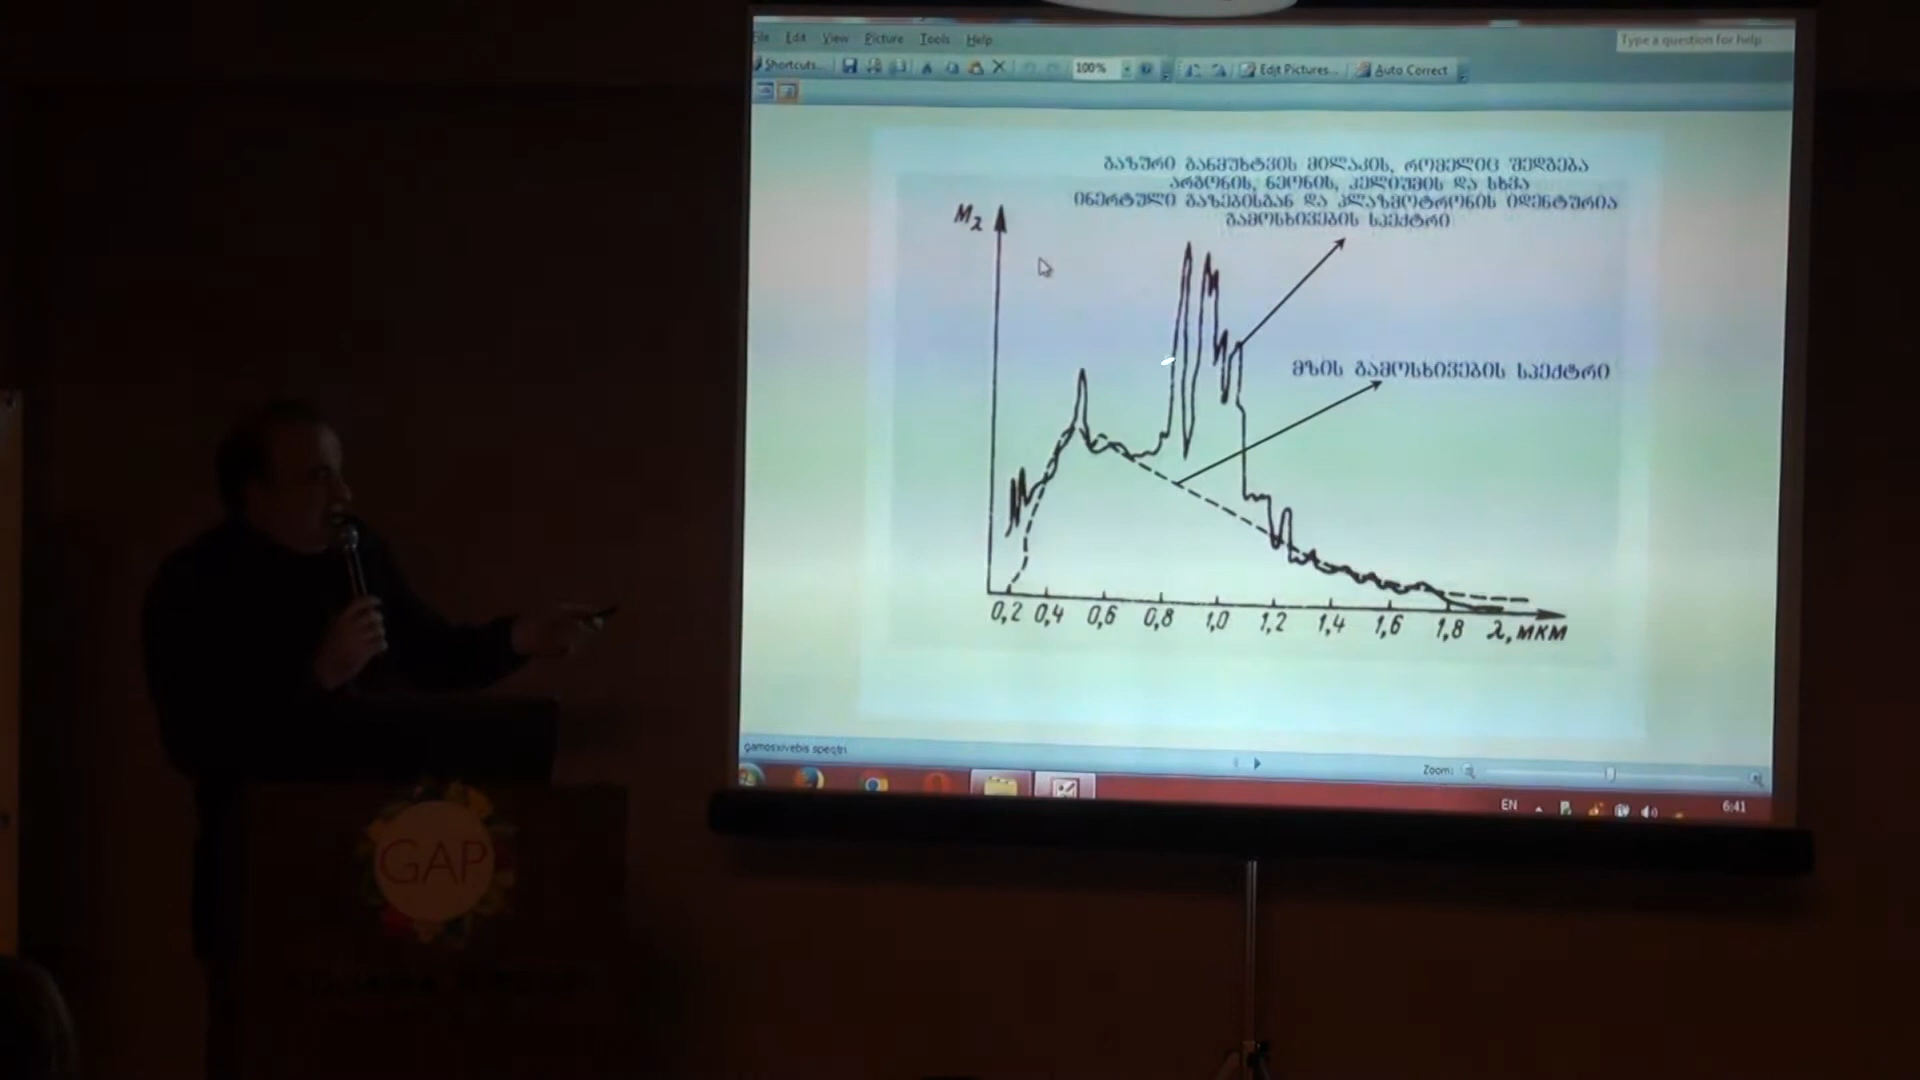 File Edit View Picture Tools Help
Type a question for help
Shortcuts... 100% Edit Pictures... Auto Correct
გაზური განმუხტვის მილაკის, რომელიც შედგება
არგონის, ნეონის, ჰელიუმის და სხვა
ინერტული გაზებისგან და პლაზმოტრონის იდენტურია
გამოსხივების სპექტრი
Mλ
მზის გამოსხივების სპექტრი
0,2 0,4 0,6 0,8 1,0 1,2 1,4 1,6 1,8 λ, мкм
gamosxivebis speqtri
Zoom:
EN 6:41
GAP